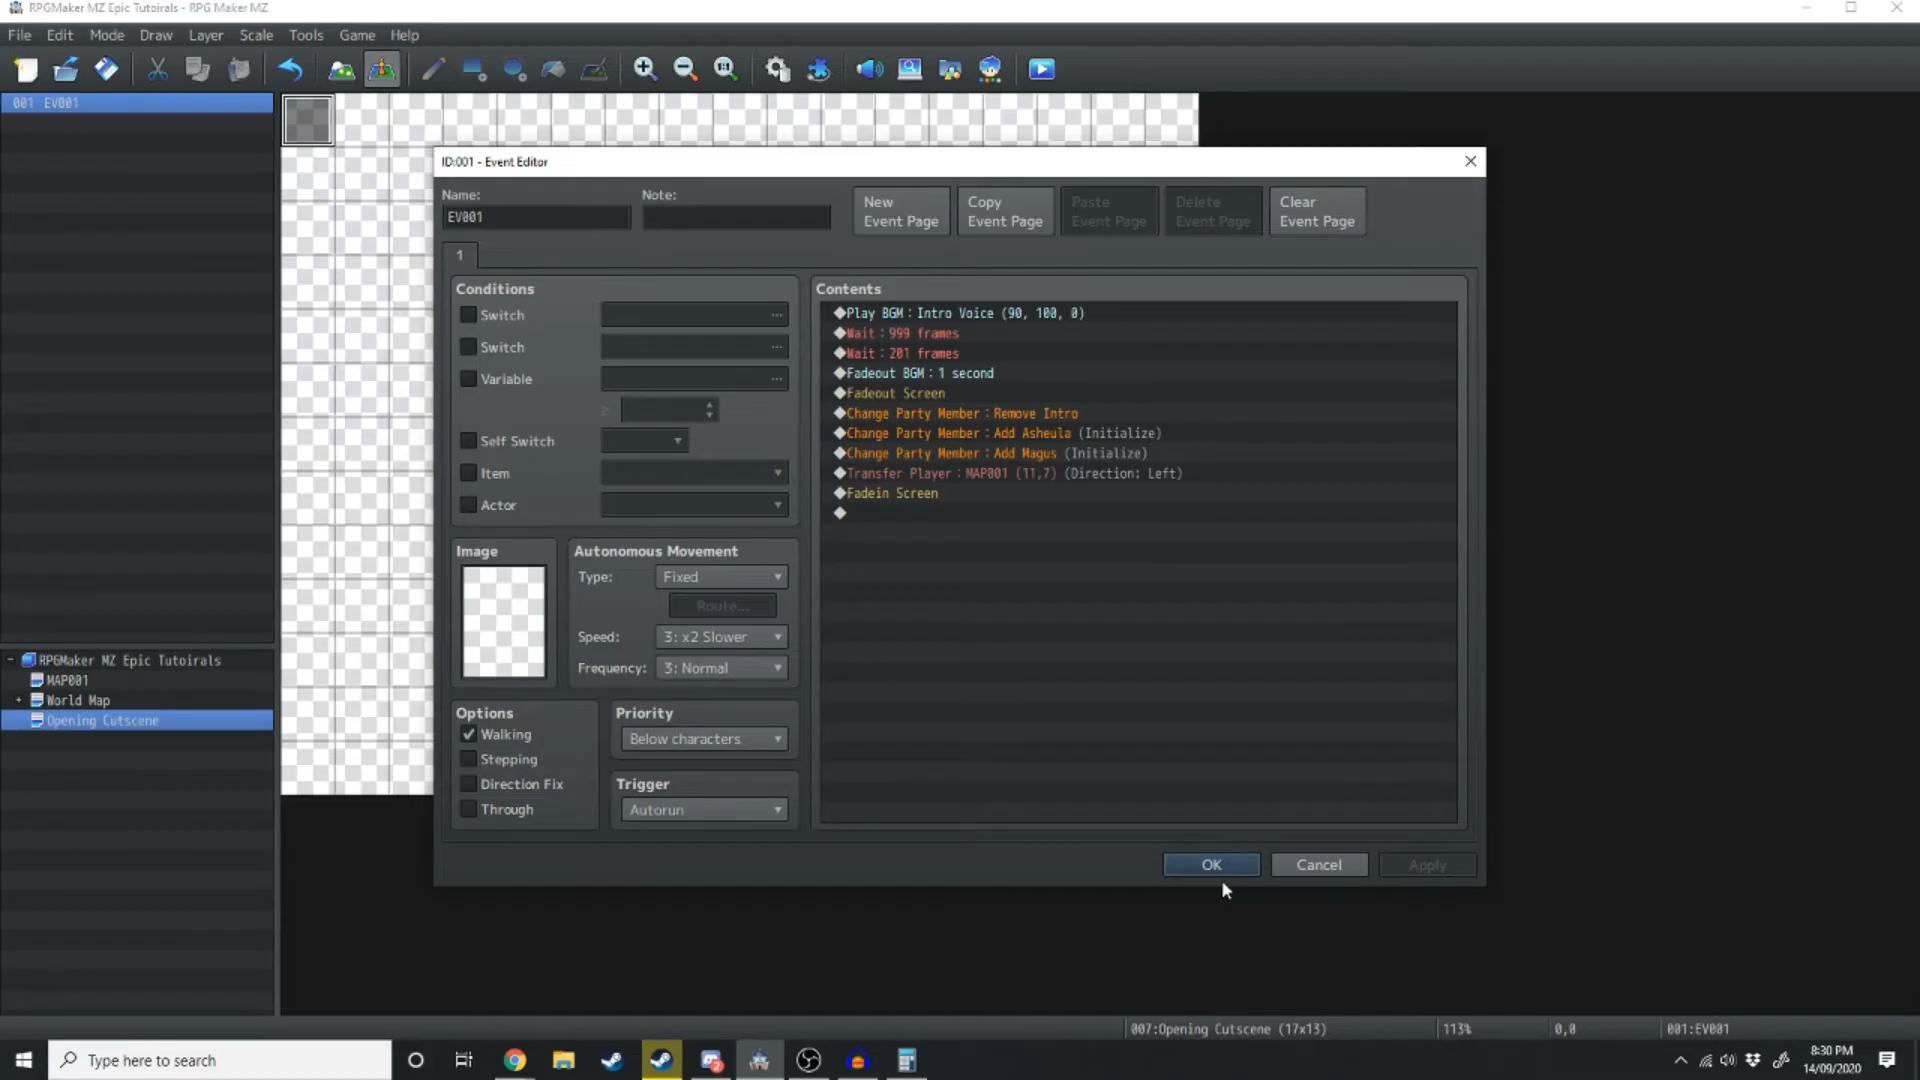 RPGMaker MZ Epic Tutoirals - RPG Maker MZ
File Edit Mode Draw Layer Scale Tools Game Help
001 EV001
ID:001 - Event Editor
Name: Note:
EV001
New Event Page
Copy Event Page
Paste Event Page
Delete Event Page
Clear Event Page
1
Conditions
Switch ...
Switch ...
Variable ...
≥
Self Switch
Item
Actor
Image
Autonomous Movement
Type: Fixed
Route...
Speed: 3: x2 Slower
Frequency: 3: Normal
Options
Walking
Stepping
Direction Fix
Through
Priority
Below characters
Trigger
Autorun
Contents
◆Play BGM : Intro Voice (90, 100, 0)
◆Wait : 999 frames
◆Wait : 201 frames
◆Fadeout BGM : 1 second
◆Fadeout Screen
◆Change Party Member : Remove Intro
◆Change Party Member : Add Asheula (Initialize)
◆Change Party Member : Add Magus (Initialize)
◆Transfer Player : MAP001 (11,7) (Direction: Left)
◆Fadein Screen
◆
OK Cancel Apply
RPGMaker MZ Epic Tutoirals
MAP001
World Map
Opening Cutscene
007:Opening Cutscene (17x13) 113% 0,0 001:EV001
Type here to search
8:30 PM
14/09/2020